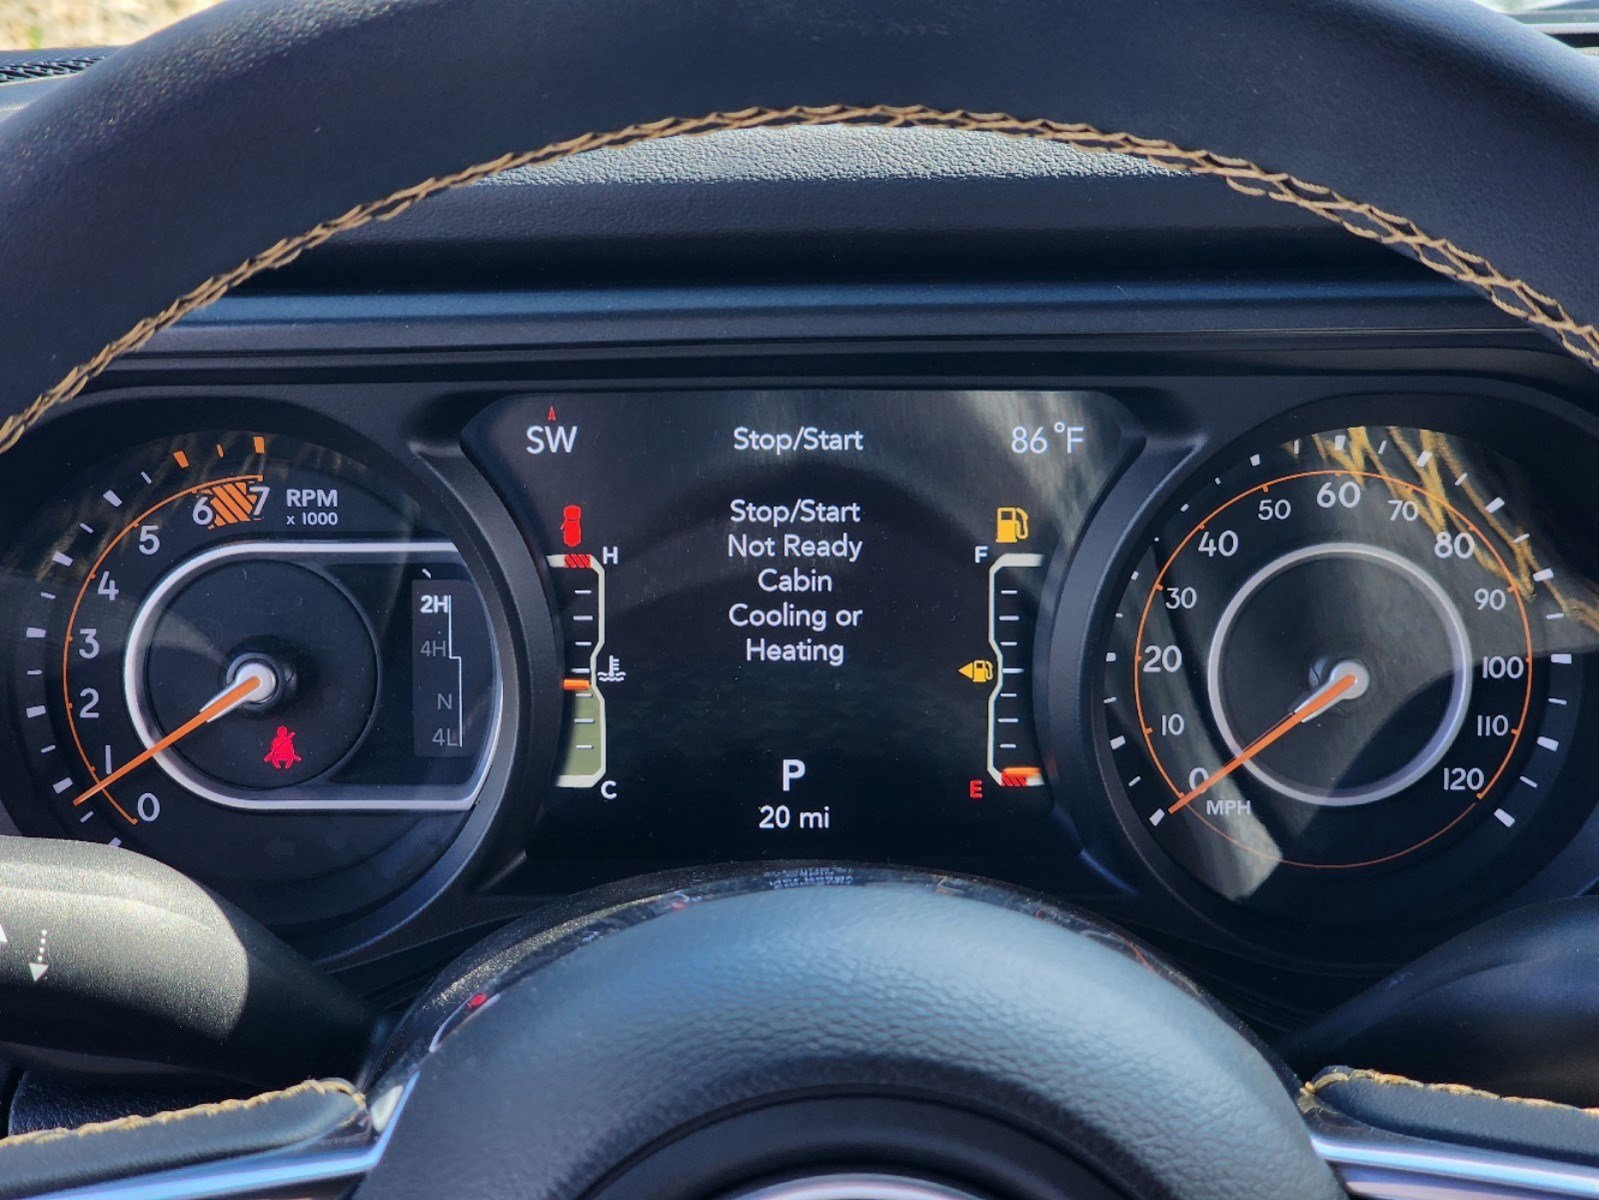 SW
Stop/Start
86 °F
Stop/Start
Not Ready
Cabin
Cooling or
Heating
P
20 mi
H
C
F
E
RPM
x 1000
0
1
2
3
4
5
6
7
2H
4H
N
4L
0
10
20
30
40
50
60
70
80
90
100
110
120
MPH